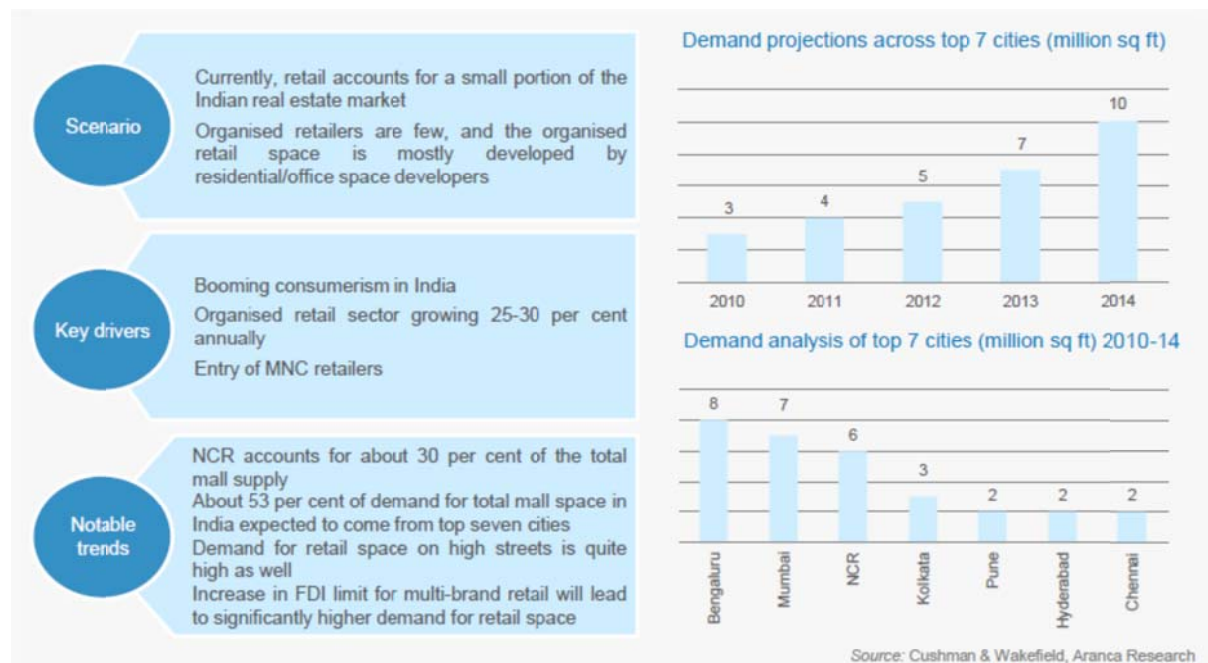 Scenario
Currently, retail accounts for a small portion of the
Indian real estate market
Organised retailers are few, and the organised
retail space is mostly developed by
residential/office space developers
Key drivers
Booming consumerism in India
Organised retail sector growing 25-30 per cent
annually
Entry of MNC retailers
Notable
trends
NCR accounts for about 30 per cent of the total
mall supply
About 53 per cent of demand for total mall space in
India expected to come from top seven cities
Demand for retail space on high streets is quite
high as well
Increase in FDI limit for multi-brand retail will lead
to significantly higher demand for retail space
Demand projections across top 7 cities (million sq ft)
3
4
5
7
10
2010
2011
2012
2013
2014
Demand analysis of top 7 cities (million sq ft) 2010-14
8
7
6
3
2
2
2
Bengaluru
Mumbai
NCR
Kolkata
Pune
Hyderabad
Chennai
Source: Cushman & Wakefield, Aranca Research